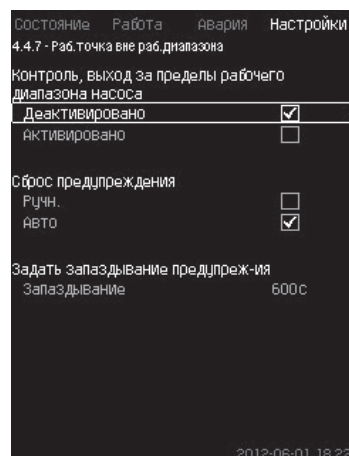 Состояние Работа Авария Настройки
4.4.7 - Раб.точка вне раб.диапазона
Контроль, выход за пределы рабочего
диапазона насоса
Деактивировано
Активировано
Сброс предупреждения
Ручн.
Авто
Задать запаздывание предупреж-ия
Запаздывание 600с
2012-06-01 18:22